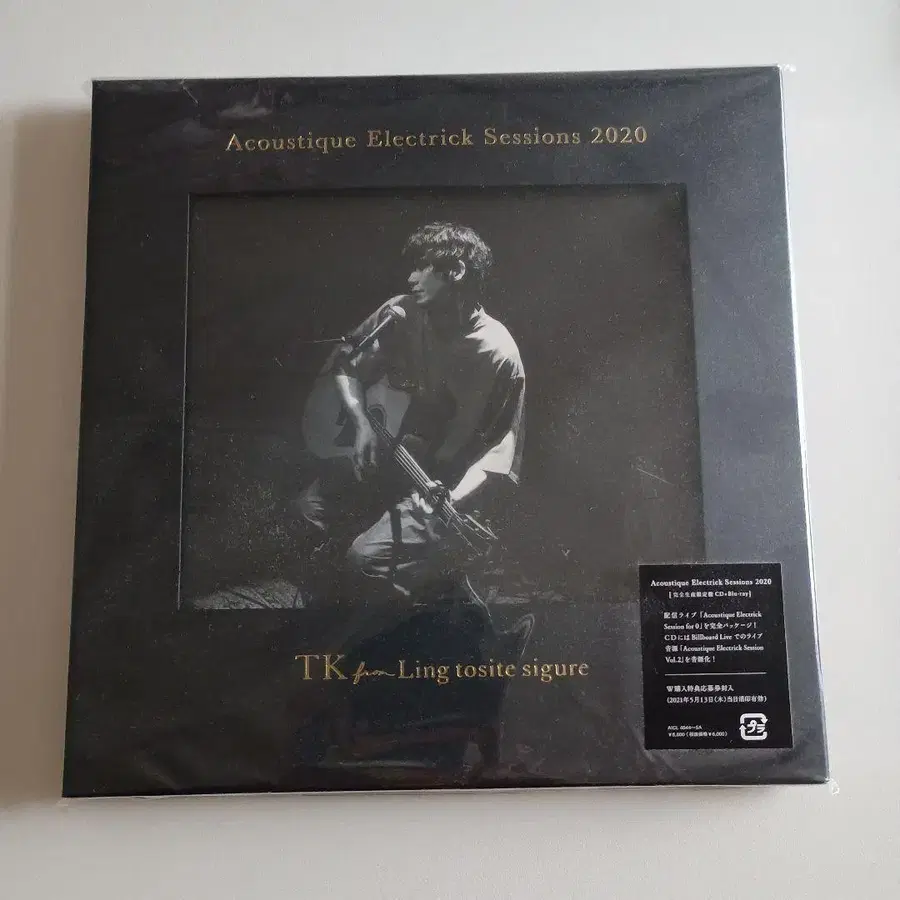 Acoustique Electrick Sessions 2020
TK from Ling tosite sigure
Acoustique Electrick Sessions 2020
[完全生産限定盤 CD+Blu-ray]
配信ライブ「Acoustique Electrick
Session for 0」を完全パッケージ！
CDにはBillboard Liveでのライブ
音源「Acoustique Electrick Session
Vol.2」を音源化！
W購入特典応募券封入
(2021年5月13日(木)当日消印有効)
プラ